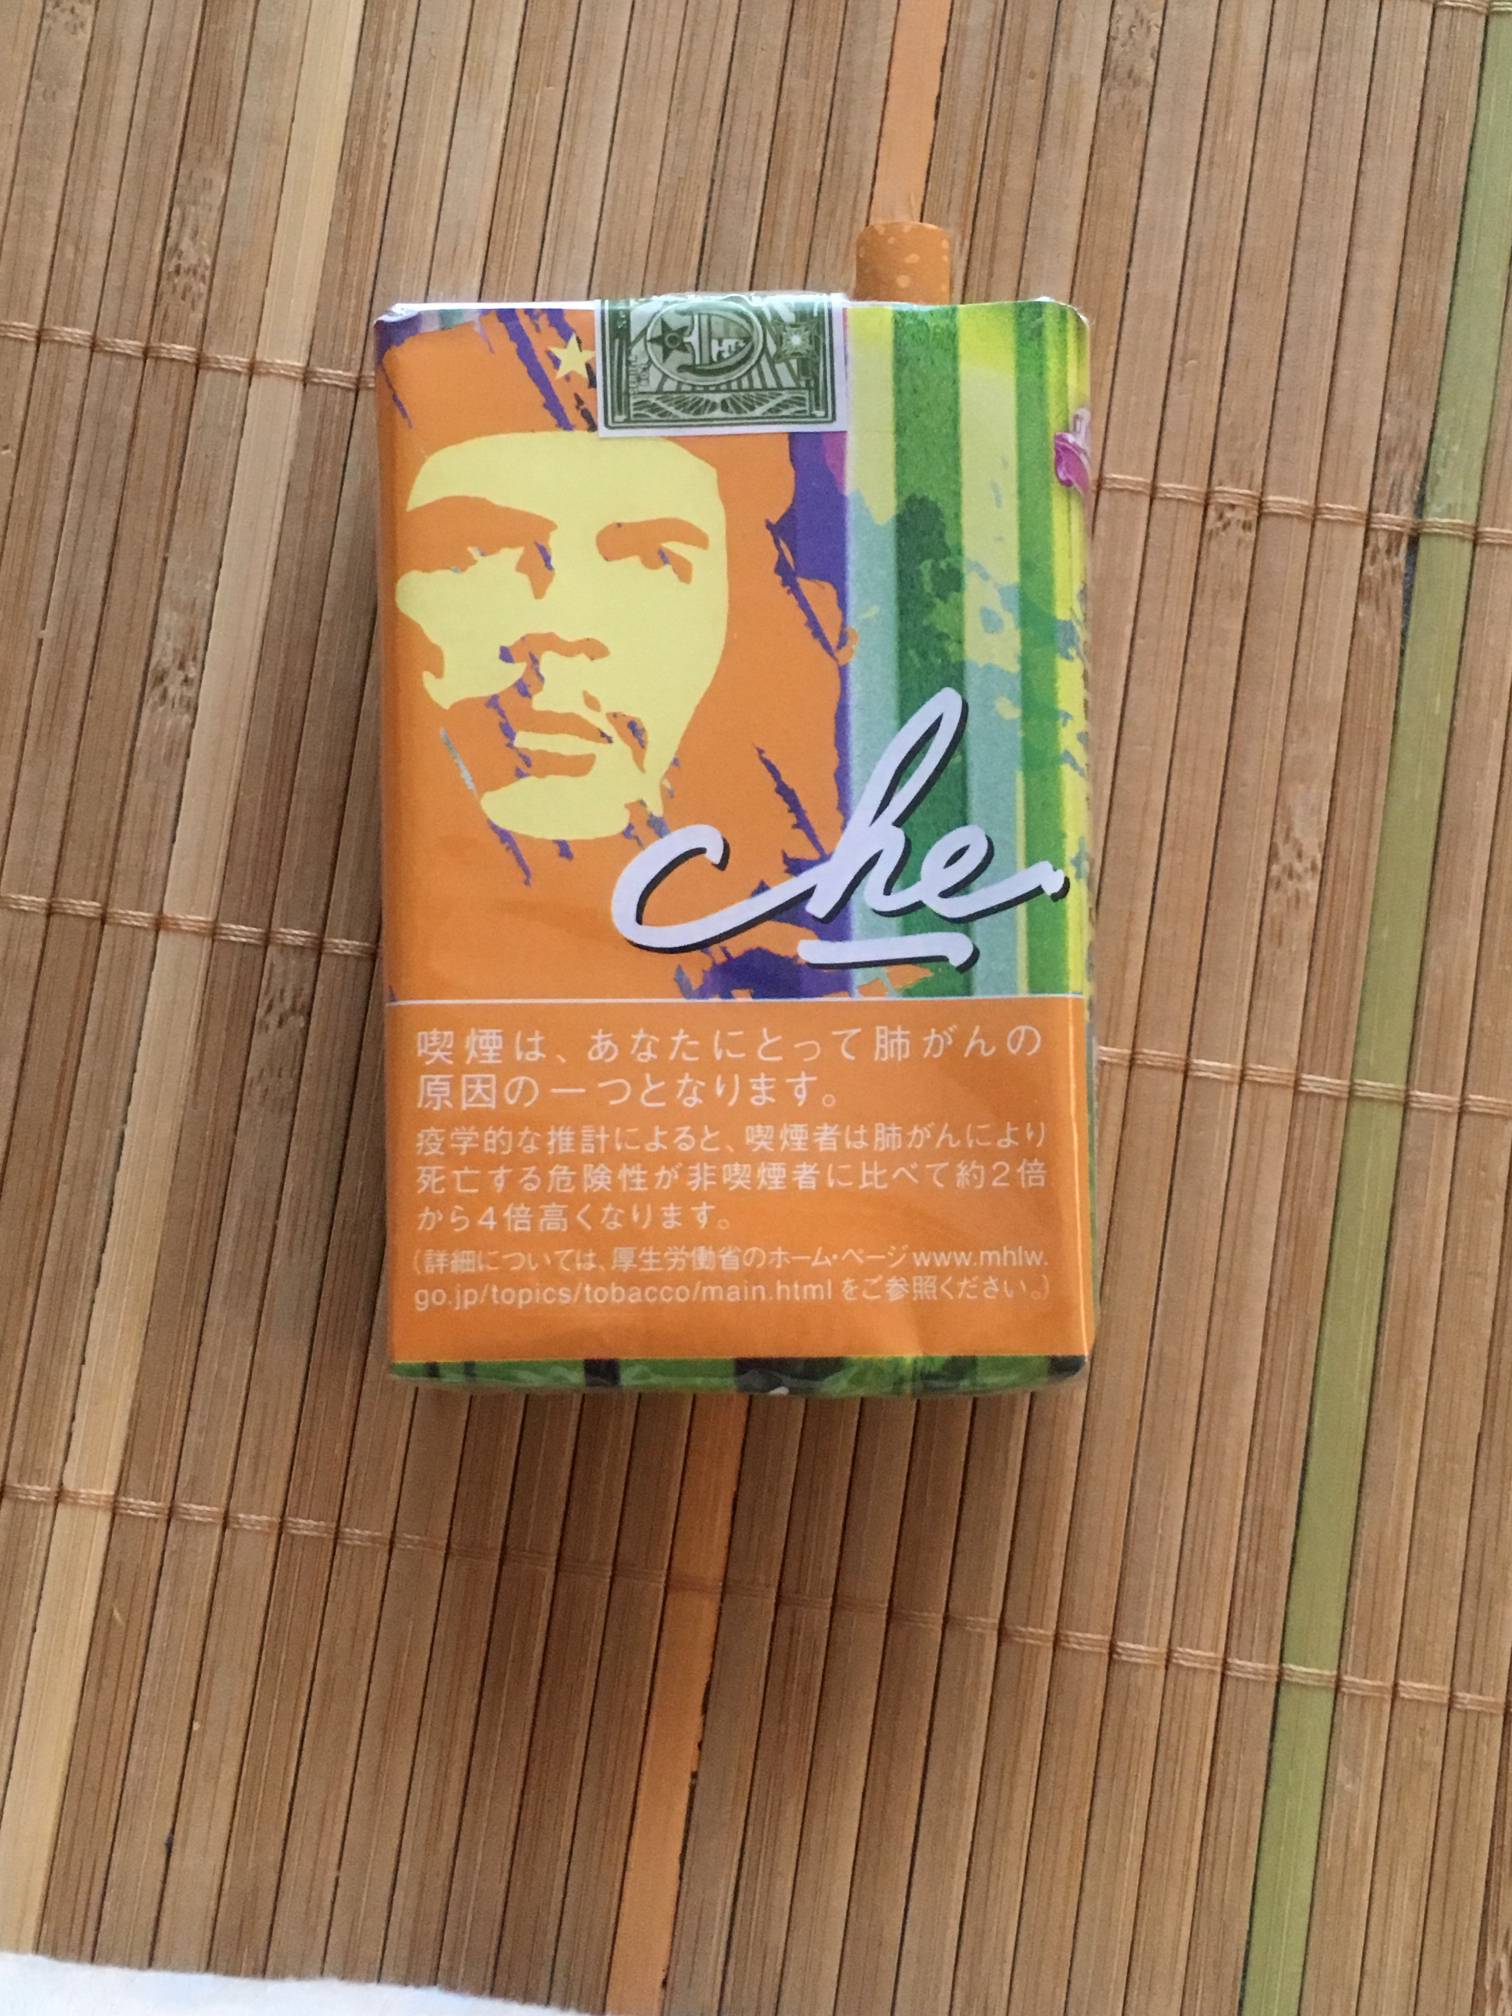 che
喫煙は、あなたにとって肺がんの
原因の一つとなります。
疫学的な推計によると、喫煙者は肺がんにより
死亡する危険性が非喫煙者に比べて約2倍
から4倍高くなります。
(詳細については、厚生労働省のホーム・ページwww.mhlw.
go.jp/topics/tobacco/main.htmlをご参照ください。)